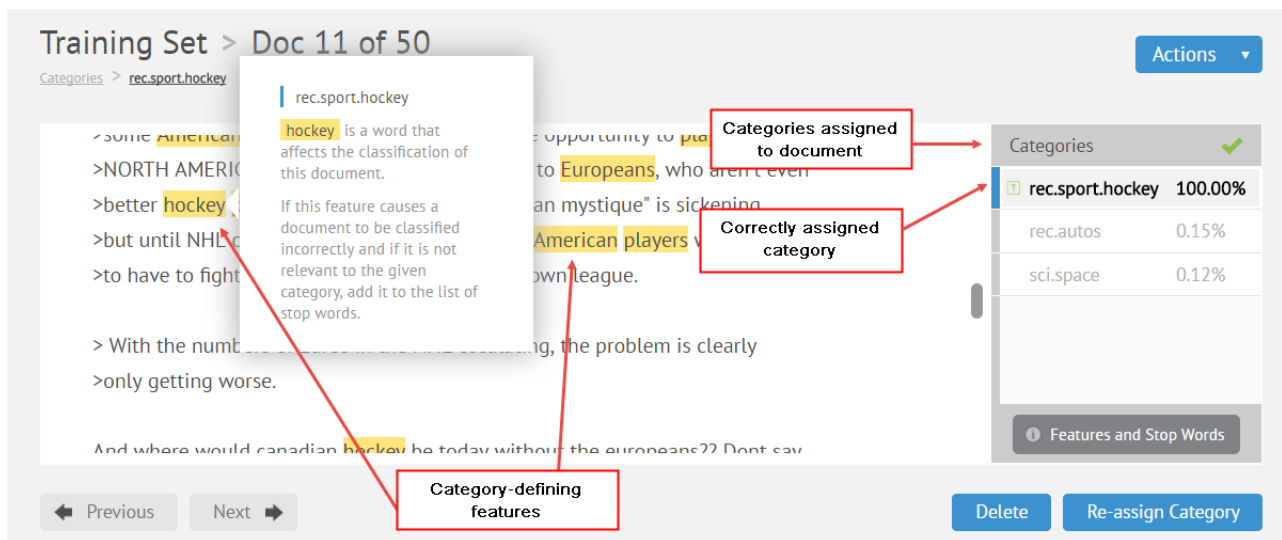 Training Set > Doc 11 of 50
Actions
Categories > rec.sport.hockey
rec.sport.hockey
hockey is a word that
affects the classification of
this document.
If this feature causes a
document to be classified
incorrectly and if it is not
relevant to the given
category, add it to the list of
stop words.
>some American opportunity to
>NORTH to Europeans, who aren't even
>better hockey mystique" is sickening
>but until NHL American players
>to have to fight own league.
> With the the problem is clearly
>only getting worse.
And where would canadian hockey be today without the europeans?? Dont say
Categories assigned
to document
Correctly assigned
category
Category-defining
features
Categories
T rec.sport.hockey 100.00%
rec.autos 0.15%
sci.space 0.12%
Features and Stop Words
Previous
Next
Delete
Re-assign Category